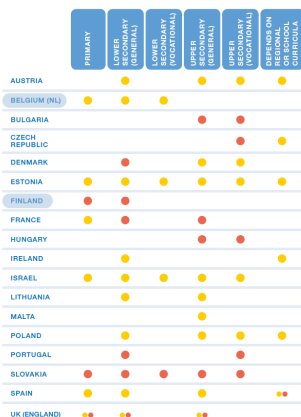 PRIMARY
LOWER
SECONDARY
(GENERAL)
LOWER
SECONDARY
(VOCATIONAL)
UPPER
SECONDARY
(GENERAL)
UPPER
SECONDARY
(VOCATIONAL)
DEPENDS ON
REGIONAL
OR SCHOOL
CURRICULA
AUSTRIA
BELGIUM (NL)
BULGARIA
CZECH
REPUBLIC
DENMARK
ESTONIA
FINLAND
FRANCE
HUNGARY
IRELAND
ISRAEL
LITHUANIA
MALTA
POLAND
PORTUGAL
SLOVAKIA
SPAIN
UK (ENGLAND)